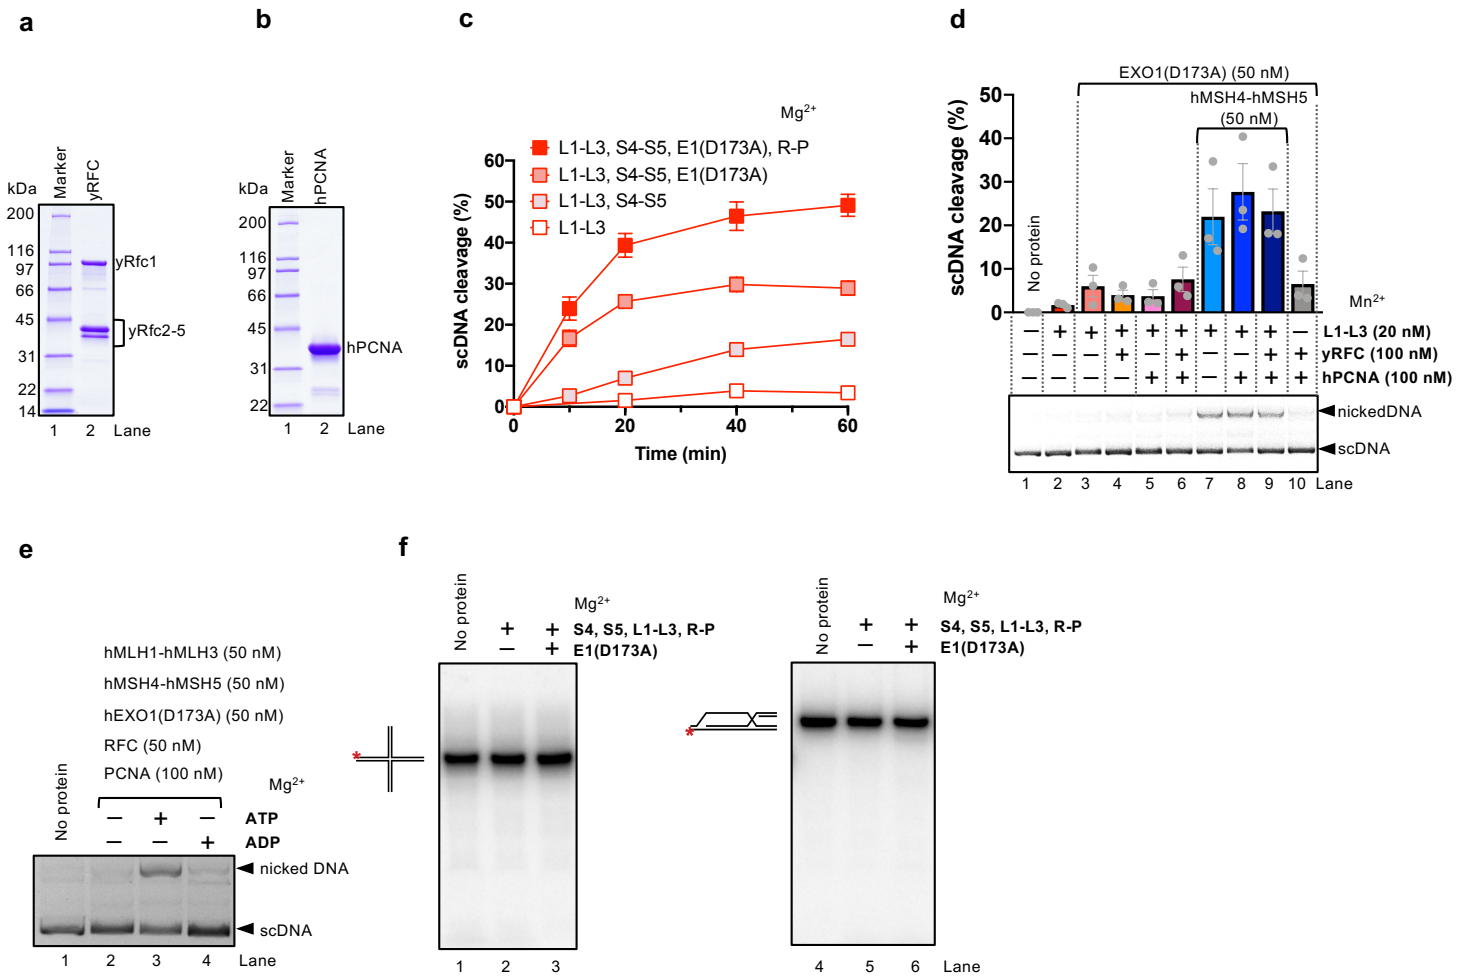 a
kDa
Marker
yRFC
200
116
97
66
45
31
22
14
yRfc1
yRfc2-5
1 2 Lane
b
kDa
Marker
hPCNA
200
116
97
66
45
31
22
hPCNA
1 2 Lane
c
Mg2+
L1-L3, S4-S5, E1(D173A), R-P
L1-L3, S4-S5, E1(D173A)
L1-L3, S4-S5
L1-L3
scDNA cleavage (%)
60
50
40
30
20
10
0
0 20 40 60
Time (min)
d
EXO1(D173A) (50 nM)
hMSH4-hMSH5
(50 nM)
scDNA cleavage (%)
50
40
30
20
10
0
No protein
Mn2+
— + + + + + + + + — L1-L3 (20 nM)
— — — + — + — — + + yRFC (100 nM)
— — — — + + — + + + hPCNA (100 nM)
nickedDNA
scDNA
1 2 3 4 5 6 7 8 9 10 Lane
e
hMLH1-hMLH3 (50 nM)
hMSH4-hMSH5 (50 nM)
hEXO1(D173A) (50 nM)
RFC (50 nM)
PCNA (100 nM)
No protein
Mg2+
— + — ATP
— — + ADP
nicked DNA
scDNA
1 2 3 4 Lane
f
No protein
Mg2+
+ + S4, S5, L1-L3, R-P
— + E1(D173A)
*
1 2 3
No protein
Mg2+
+ + S4, S5, L1-L3, R-P
— + E1(D173A)
*
4 5 6 Lane